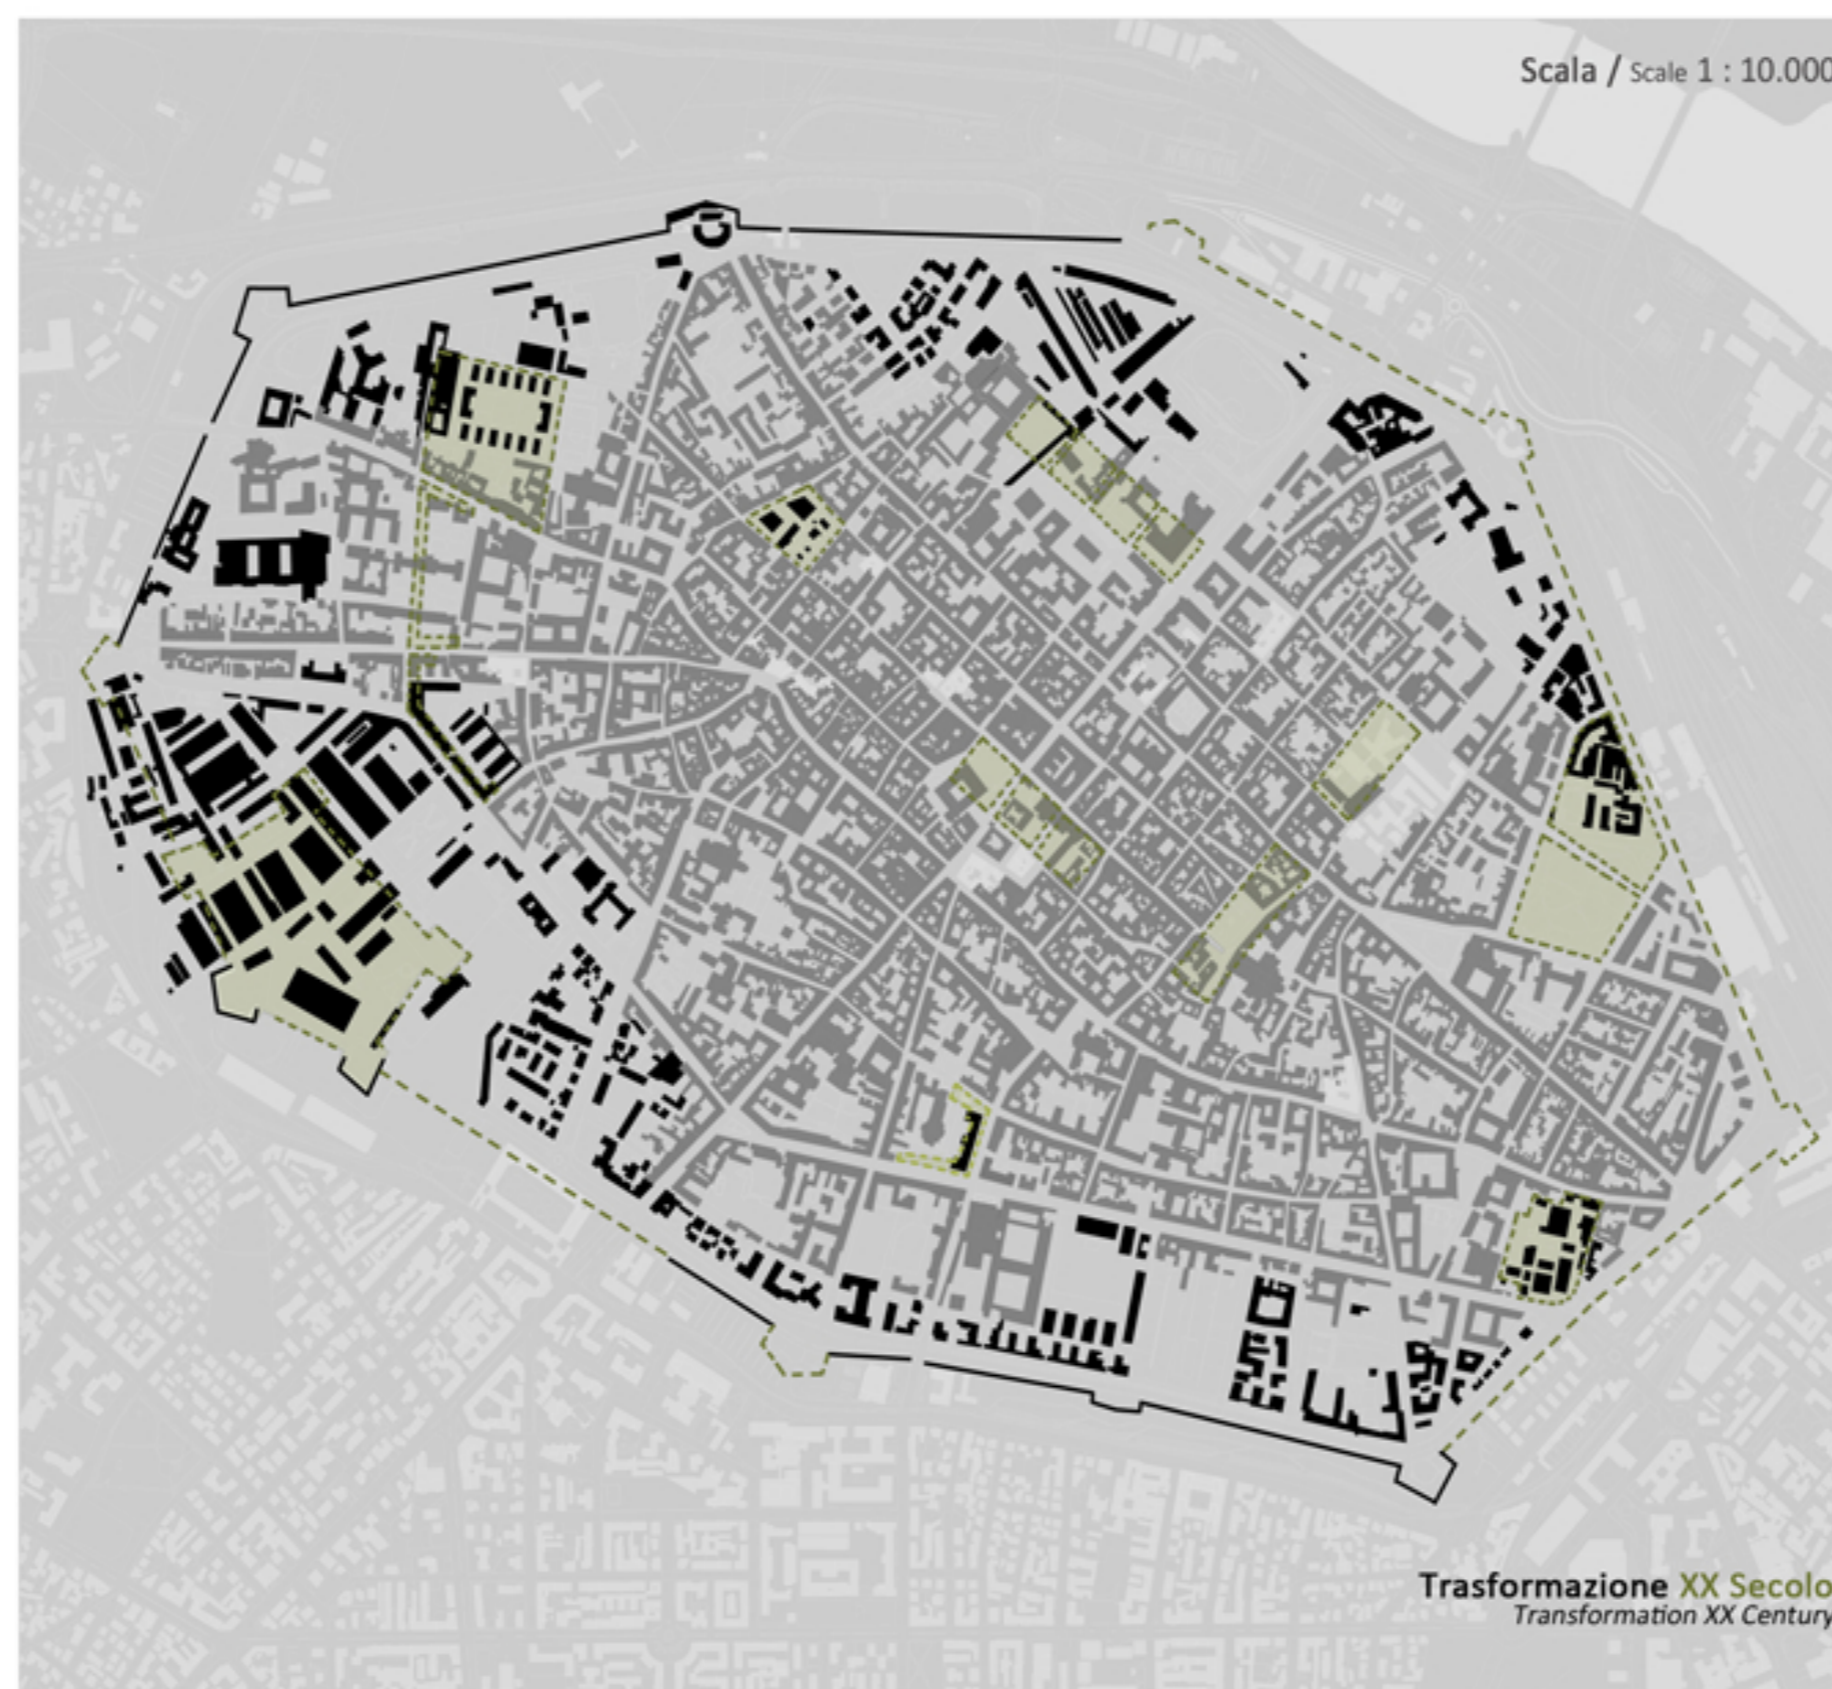 Scala / Scale 1 : 10.000
Trasformazione XX Secolo
Transformation XX Century